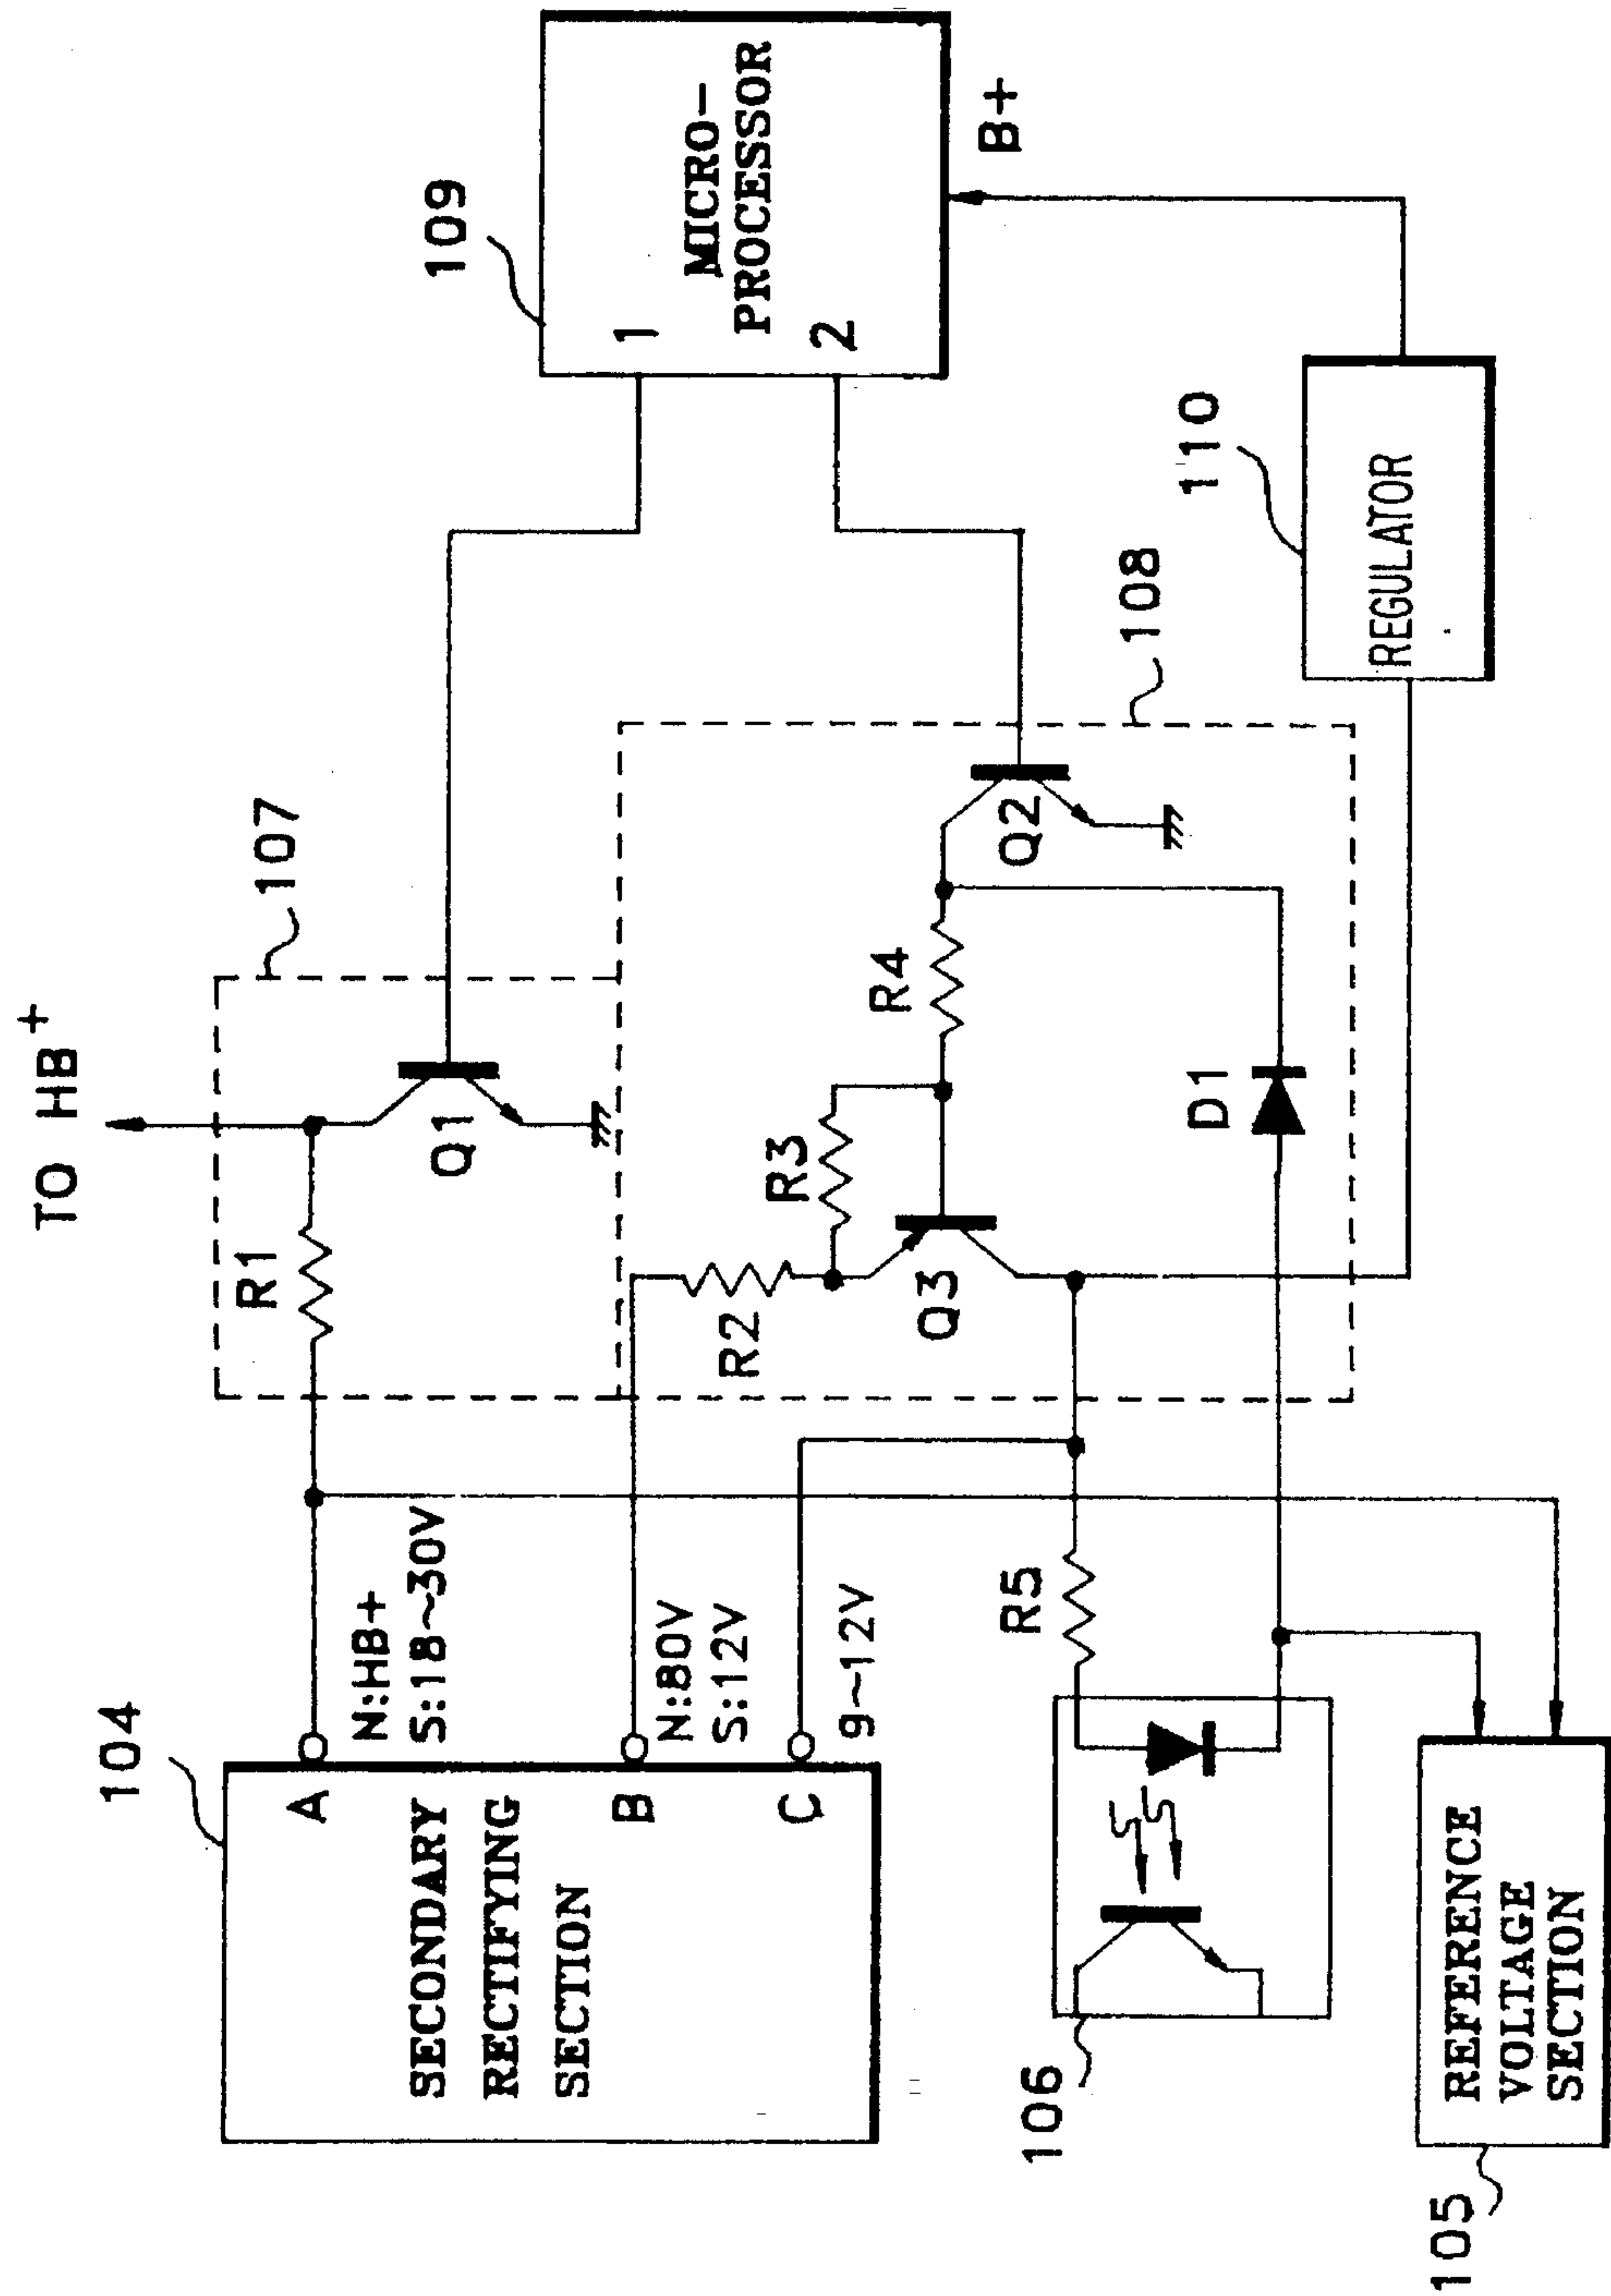 104
SECONDARY
RECTIFYING
SECTION
A
B
C
N:HB+
S:18~30V
N:80V
S:12V
9~12V
TO HB+
107
R1
Q1
109
MICRO-
PROCESSOR
1
2
B+
108
R2
R3
R4
Q3
Q2
D1
R5
106
110
REGULATOR
105
REFERENCE
VOLTAGE
SECTION